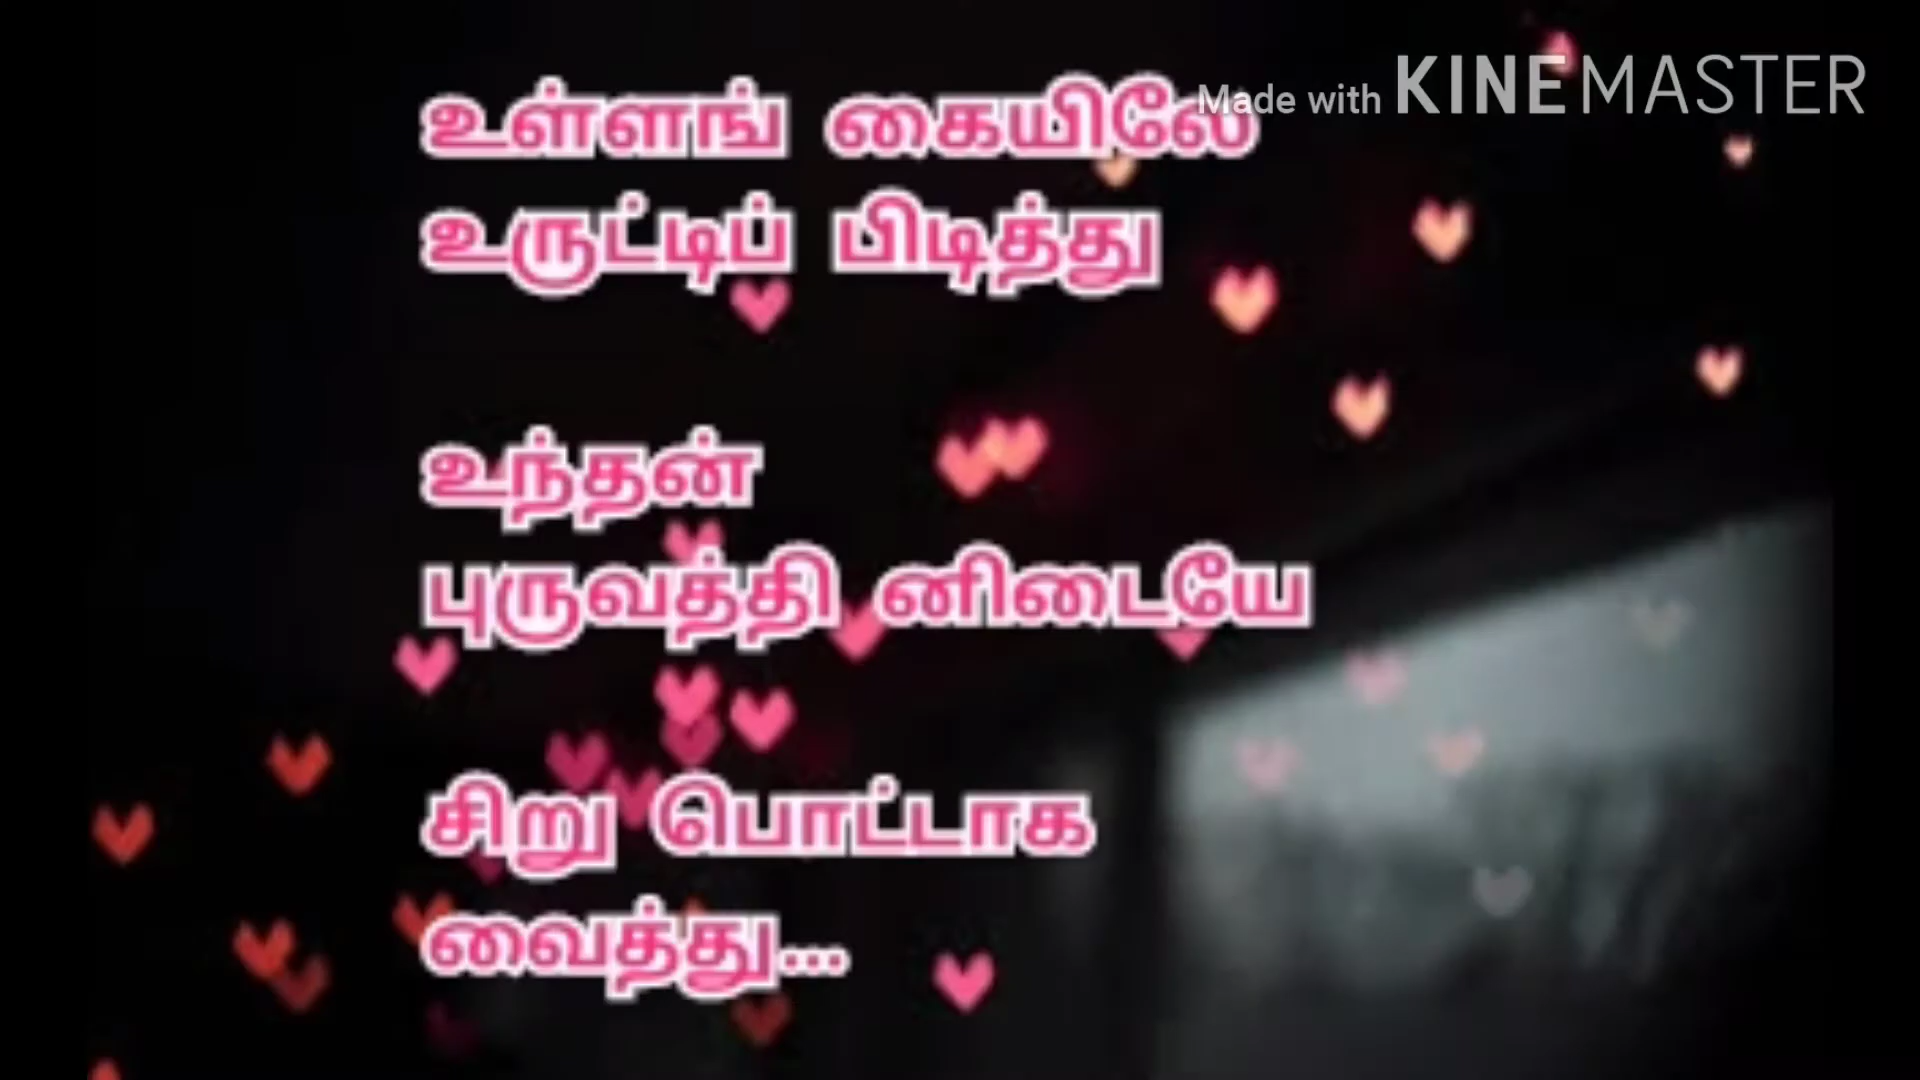 Made with KINEMASTER
உள்ளங் கையிலே
உருட்டிப் பிடித்து
உந்தன்
புருவத்தி னிடையே
சிறு பொட்டாக
வைத்து...